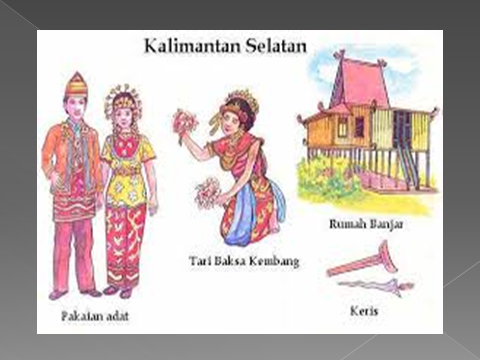 Kalimantan Selatan
Rumah Banjar
Tari Baksa Kembang
Keris
Pakaian adat